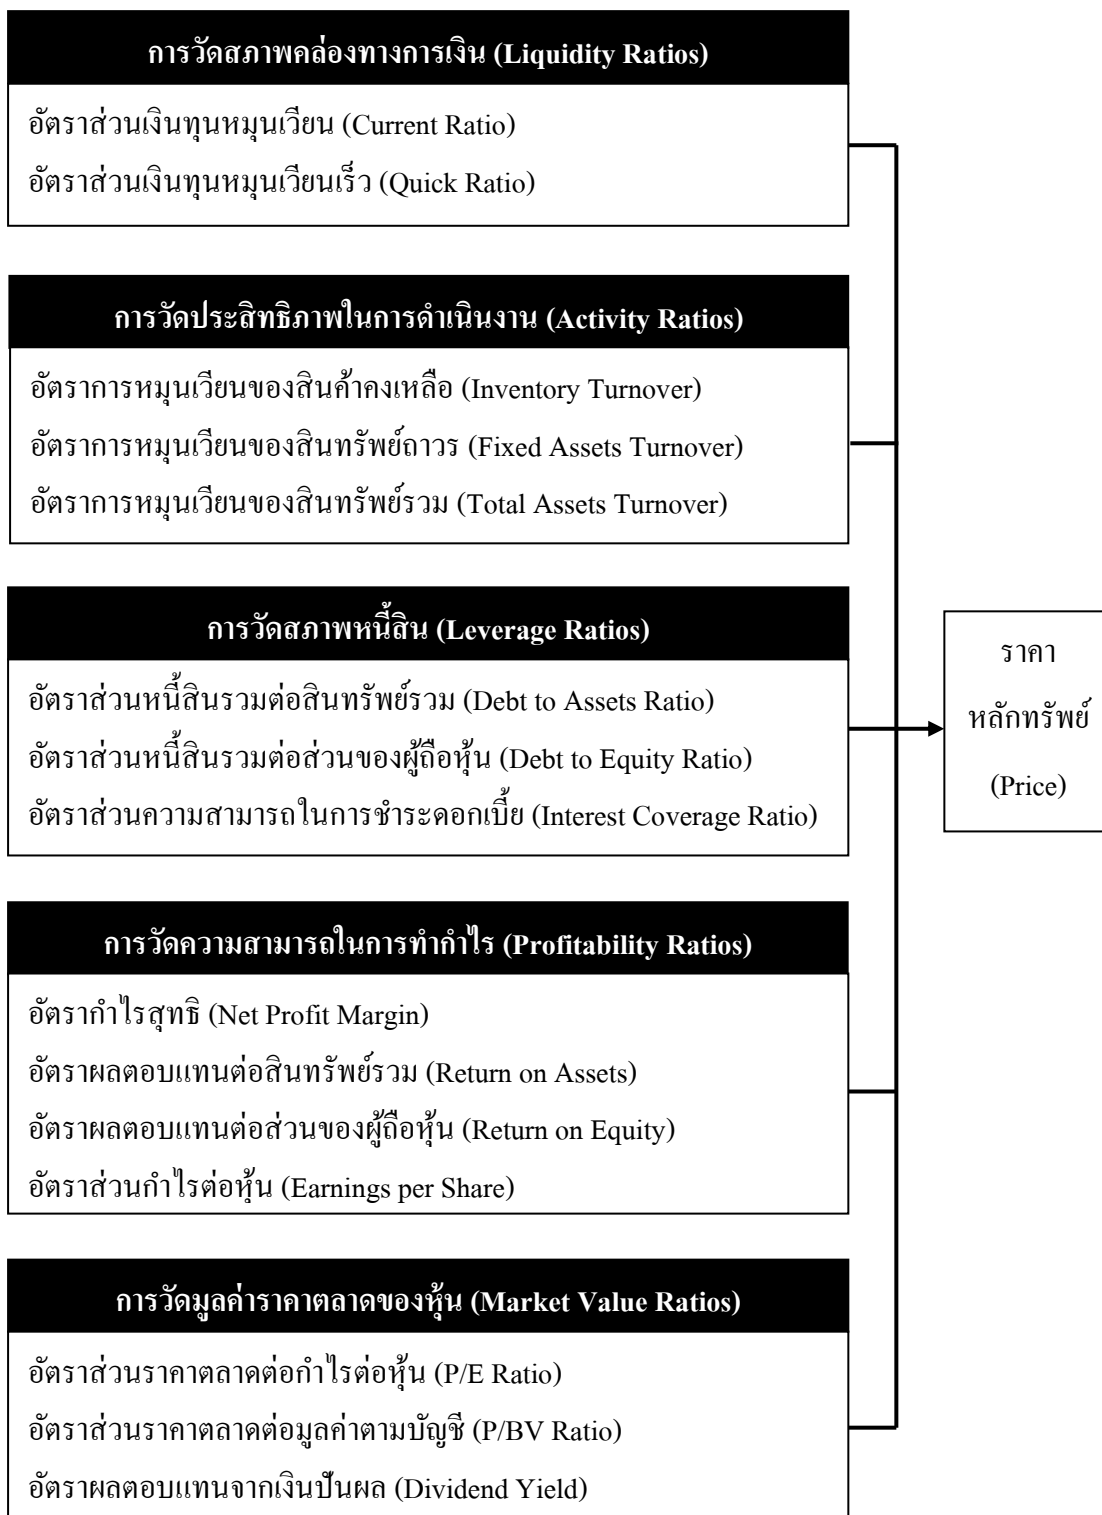 การวัดสภาพคล่องทางการเงิน (Liquidity Ratios)
อัตราส่วนเงินทุนหมุนเวียน (Current Ratio)
อัตราส่วนเงินทุนหมุนเวียนเร็ว (Quick Ratio)
การวัดประสิทธิภาพในการดำเนินงาน (Activity Ratios)
อัตราการหมุนเวียนของสินค้าคงเหลือ (Inventory Turnover)
อัตราการหมุนเวียนของสินทรัพย์ถาวร (Fixed Assets Turnover)
อัตราการหมุนเวียนของสินทรัพย์รวม (Total Assets Turnover)
การวัดสภาพหนี้สิน (Leverage Ratios)
อัตราส่วนหนี้สินรวมต่อสินทรัพย์รวม (Debt to Assets Ratio)
อัตราส่วนหนี้สินรวมต่อส่วนของผู้ถือหุ้น (Debt to Equity Ratio)
อัตราส่วนความสามารถในการชำระดอกเบี้ย (Interest Coverage Ratio)
การวัดความสามารถในการทำกำไร (Profitability Ratios)
อัตรากำไรสุทธิ (Net Profit Margin)
อัตราผลตอบแทนต่อสินทรัพย์รวม (Return on Assets)
อัตราผลตอบแทนต่อส่วนของผู้ถือหุ้น (Return on Equity)
อัตราส่วนกำไรต่อหุ้น (Earnings per Share)
การวัดมูลค่าราคาตลาดของหุ้น (Market Value Ratios)
อัตราส่วนราคาตลาดต่อกำไรต่อหุ้น (P/E Ratio)
อัตราส่วนราคาตลาดต่อมูลค่าตามบัญชี (P/BV Ratio)
อัตราผลตอบแทนจากเงินปันผล (Dividend Yield)
ราคา
หลักทรัพย์
(Price)